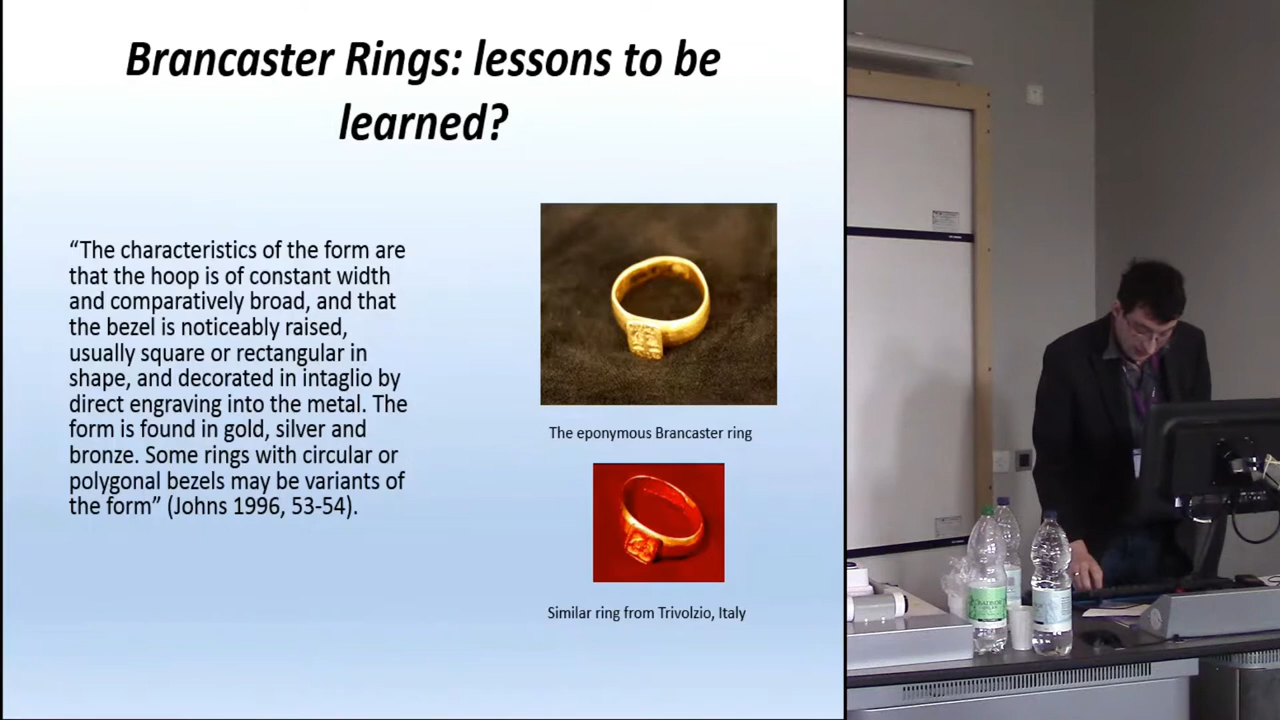 Brancaster Rings: lessons to be
learned?
“The characteristics of the form are
that the hoop is of constant width
and comparatively broad, and that
the bezel is noticeably raised,
usually square or rectangular in
shape, and decorated in intaglio by
direct engraving into the metal. The
form is found in gold, silver and
bronze. Some rings with circular or
polygonal bezels may be variants of
the form” (Johns 1996, 53-54).
The eponymous Brancaster ring
Similar ring from Trivolzio, Italy